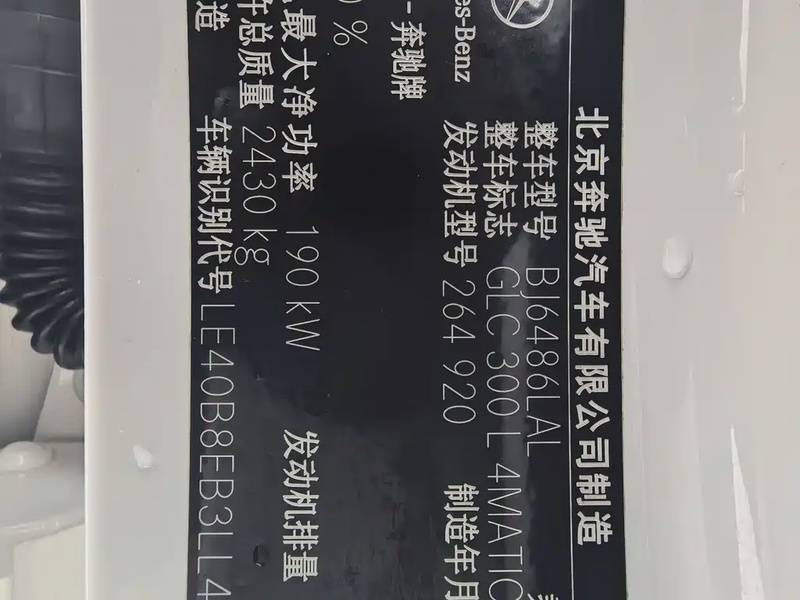 北京奔驰汽车有限公司制造
整车型号 BJ6486LAL
整车标志 GLC 300 L 4MATIC
es-Benz 发动机型号 264 920 制造年月
-奔驰牌
%
最大净功率 190 kW 发动机排量
总质量 2430 kg
造 车辆识别代号 LE40B8EB3LL4